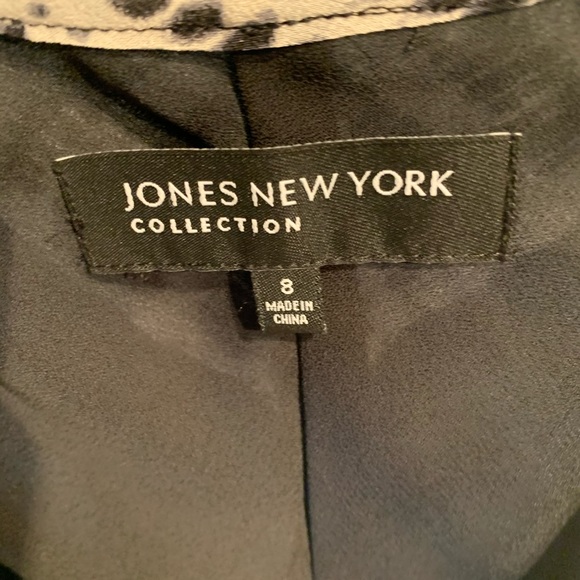 JONES NEW YORK
COLLECTION
8
MADE IN
CHINA